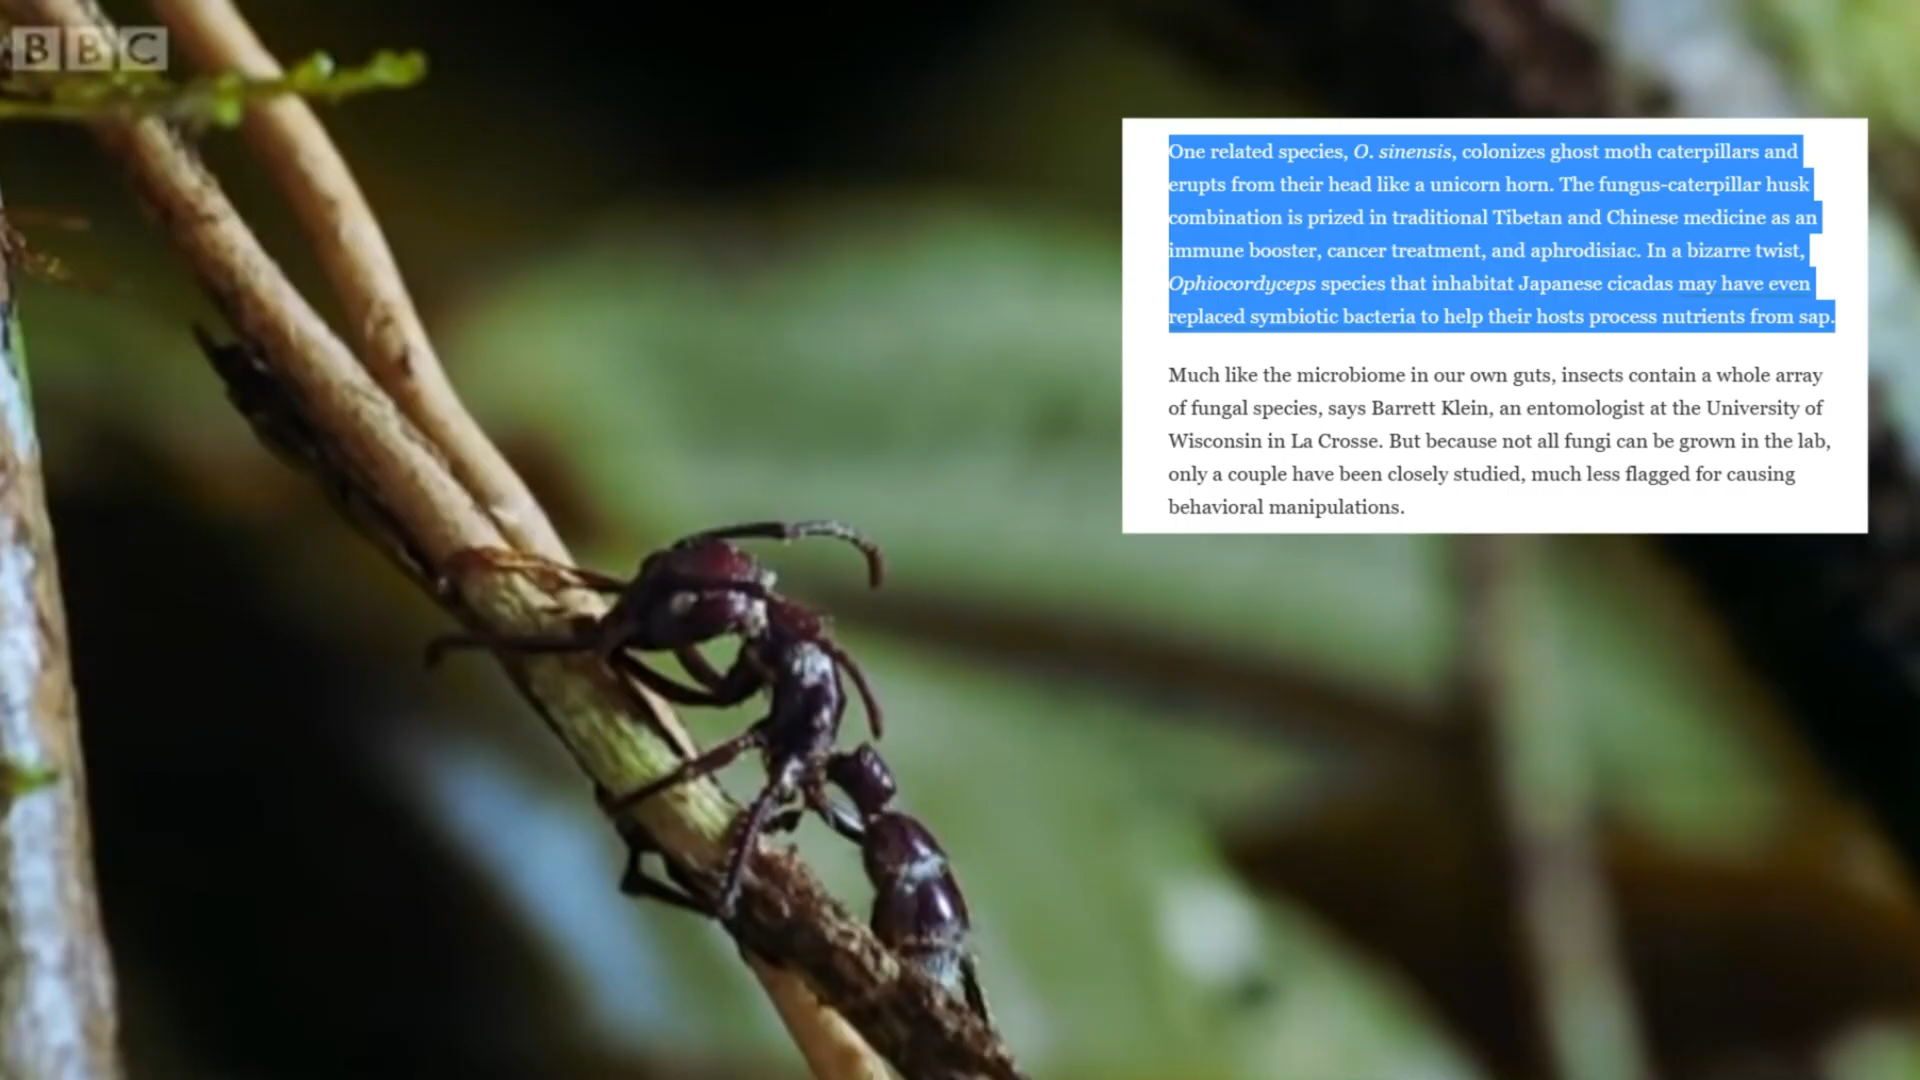 BBC
One related species, O. sinensis, colonizes ghost moth caterpillars and
erupts from their head like a unicorn horn. The fungus-caterpillar husk
combination is prized in traditional Tibetan and Chinese medicine as an
immune booster, cancer treatment, and aphrodisiac. In a bizarre twist,
Ophiocordyceps species that inhabitat Japanese cicadas may have even
replaced symbiotic bacteria to help their hosts process nutrients from sap.
Much like the microbiome in our own guts, insects contain a whole array
of fungal species, says Barrett Klein, an entomologist at the University of
Wisconsin in La Crosse. But because not all fungi can be grown in the lab,
only a couple have been closely studied, much less flagged for causing
behavioral manipulations.